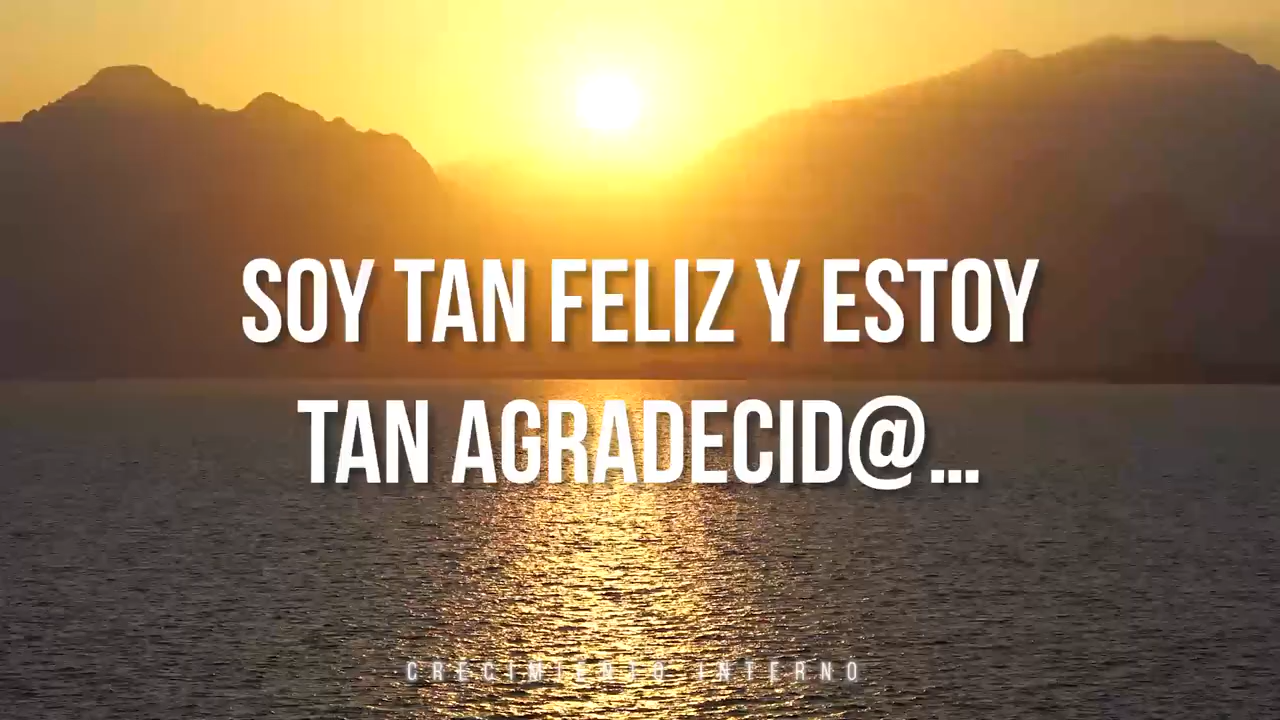 SOY TAN FELIZ Y ESTOY
TAN AGRADECID@...
CRECIMIENTO INTERNO